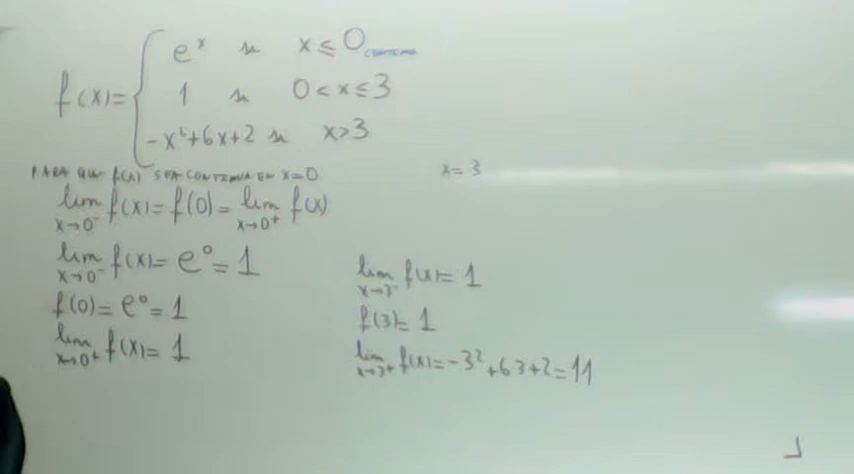 f(x)= { e^x si x ≤ 0 CONTINUA
1 si 0 < x ≤ 3
-x²+6x+2 si x>3
PARA QUE f(x) SEA CONTINUA EN x=0
x=3
lim x→0⁻ f(x) = f(0) = lim x→0⁺ f(x)
lim x→0⁻ f(x) = e⁰ = 1
f(0) = e⁰ = 1
lim x→0⁺ f(x) = 1
lim x→3⁻ f(x) = 1
f(3) = 1
lim x→3⁺ f(x) = -3²+6·3+2=11